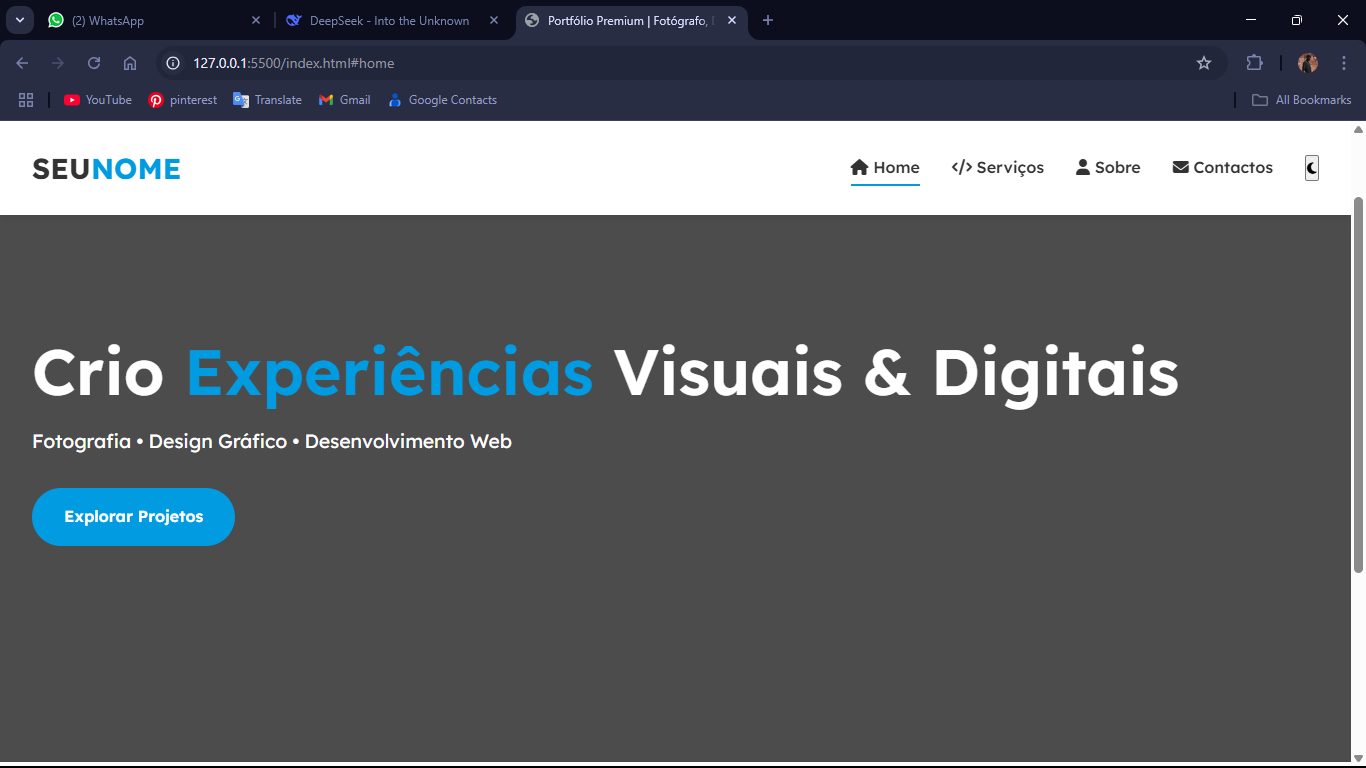 (2) WhatsApp
DeepSeek - Into the Unknown
Portfólio Premium | Fotógrafo,
127.0.0.1:5500/index.html#home
YouTube
pinterest
Translate
Gmail
Google Contacts
All Bookmarks
SEUNOME
Home
Serviços
Sobre
Contactos
Crio Experiências Visuais & Digitais
Fotografia • Design Gráfico • Desenvolvimento Web
Explorar Projetos